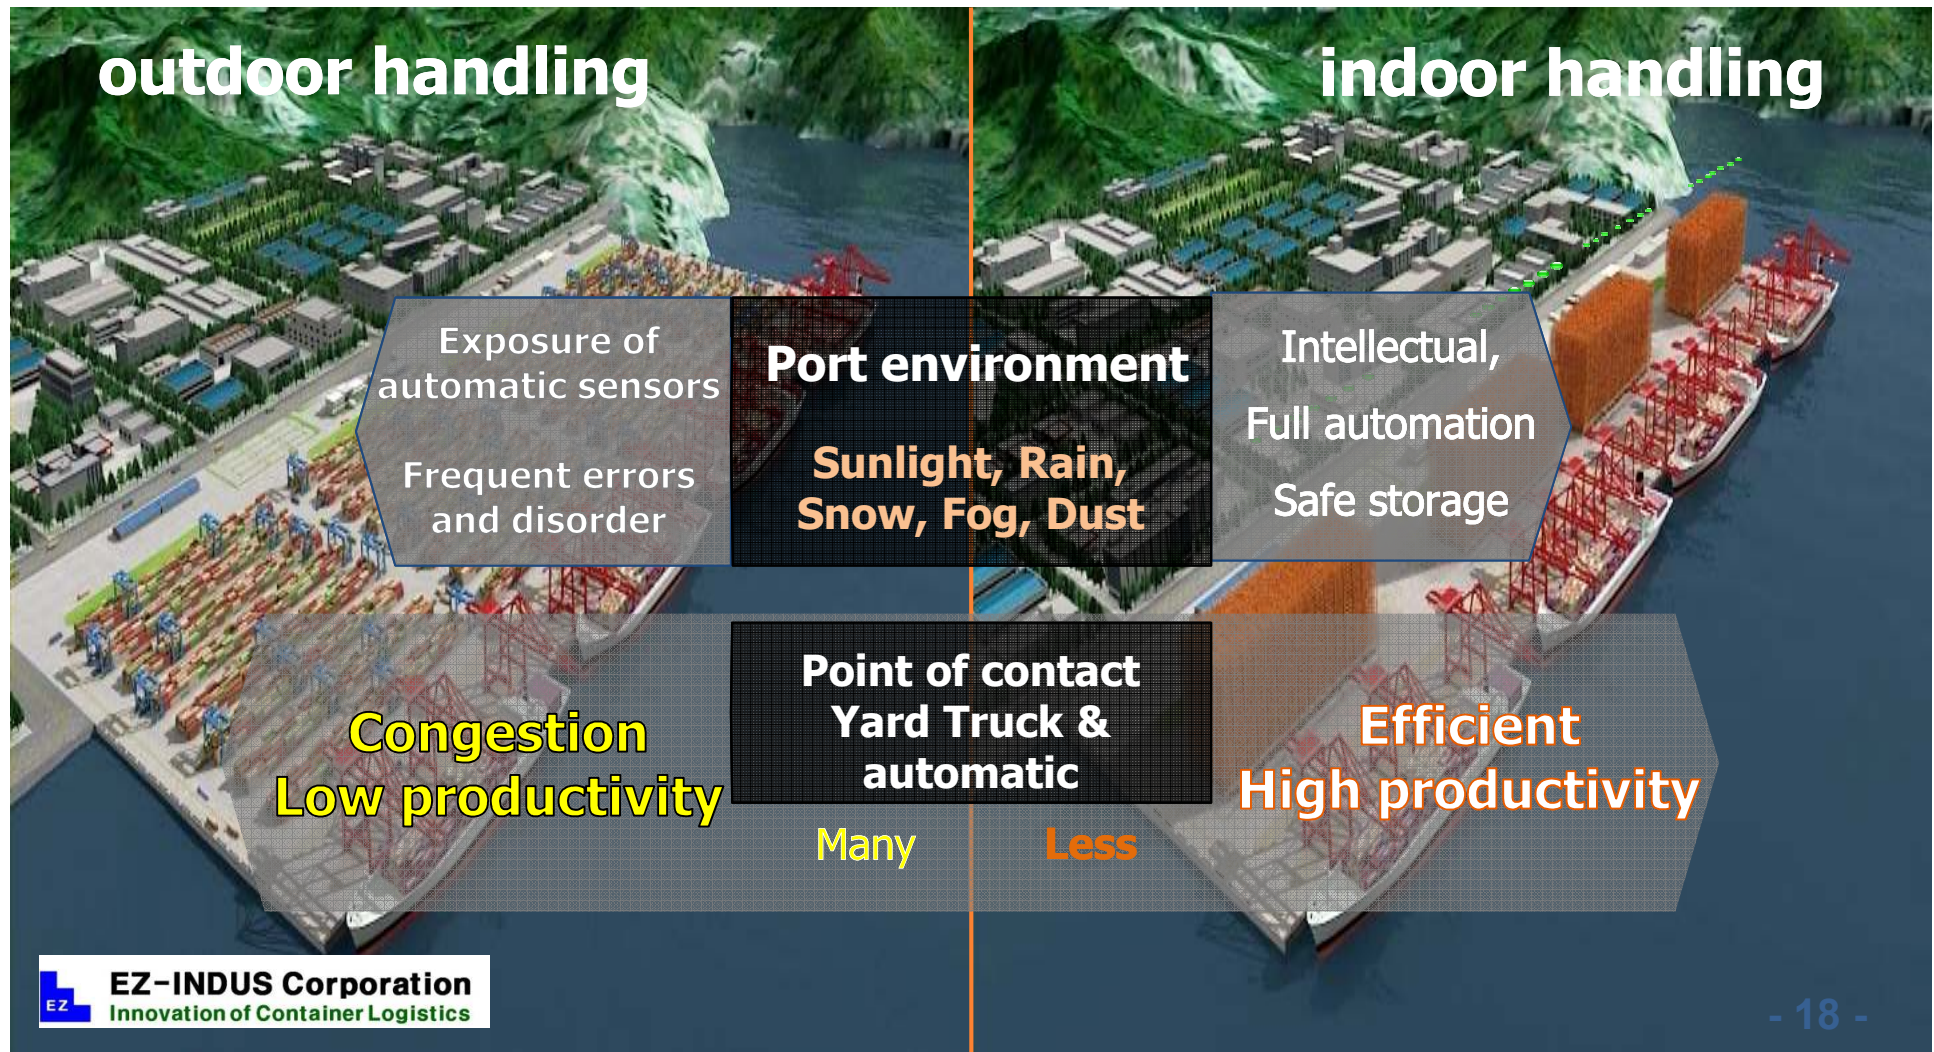 outdoor handling
indoor handling
Exposure of
automatic sensors
Frequent errors
and disorder
Port environment
Sunlight, Rain,
Snow, Fog, Dust
Intellectual,
Full automation
Safe storage
Congestion
Low productivity
Point of contact
Yard Truck &
automatic
Many
Less
Efficient
High productivity
EZ
EZ-INDUS Corporation
Innovation of Container Logistics
- 18 -